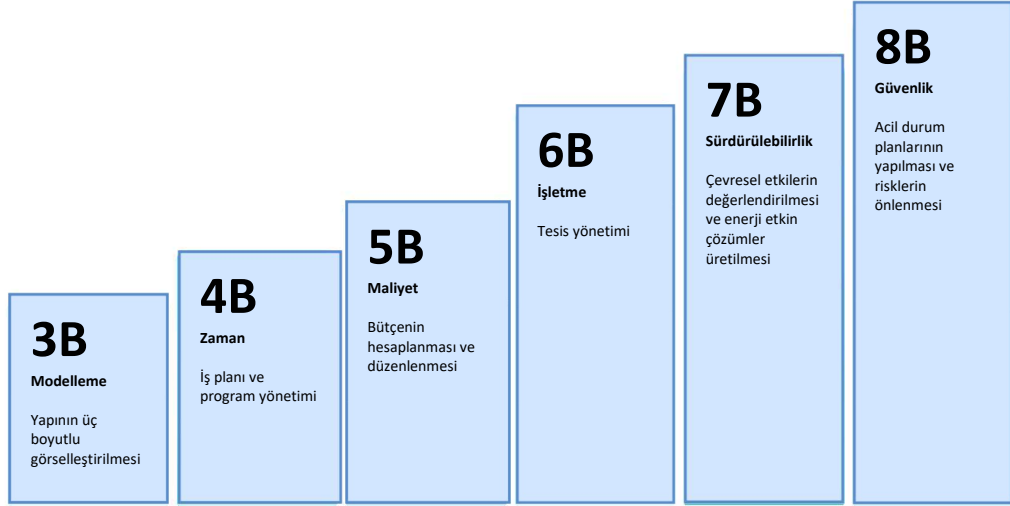 3B
Modelleme
Yapının üç
boyutlu
görselleştirilmesi
4B
Zaman
İş planı ve
program yönetimi
5B
Maliyet
Bütçenin
hesaplanması ve
düzenlenmesi
6B
İşletme
Tesis yönetimi
7B
Sürdürülebilirlik
Çevresel etkilerin
değerlendirilmesi
ve enerji etkin
çözümler
üretilmesi
8B
Güvenlik
Acil durum
planlarının
yapılması ve
risklerin
önlenmesi